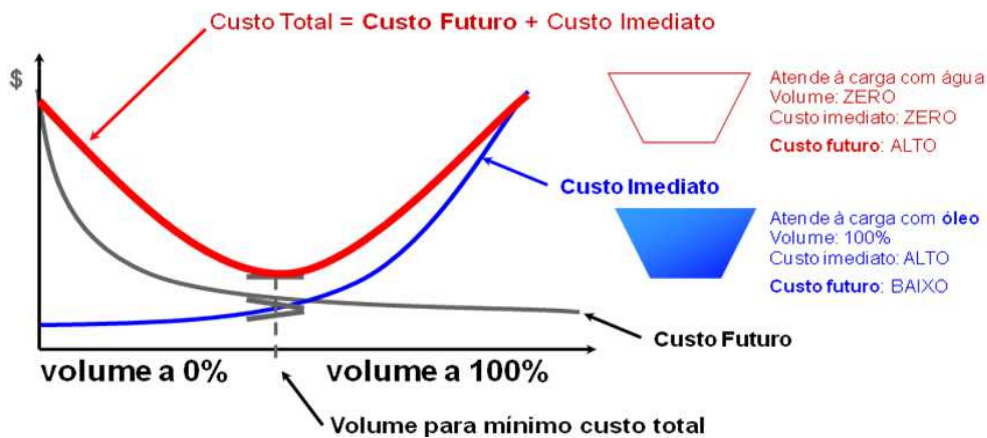 Custo Total = Custo Futuro + Custo Imediato
$
Atende à carga com água
Volume: ZERO
Custo imediato: ZERO
Custo futuro: ALTO
Custo Imediato
Atende à carga com óleo
Volume: 100%
Custo imediato: ALTO
Custo futuro: BAIXO
Custo Futuro
volume a 0%
volume a 100%
Volume para mínimo custo total